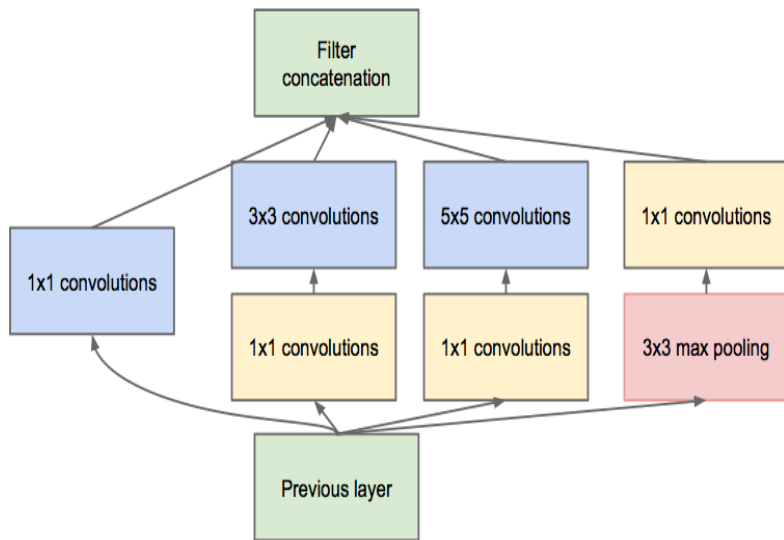 Filter
concatenation
3x3 convolutions
5x5 convolutions
1x1 convolutions
1x1 convolutions
1x1 convolutions
1x1 convolutions
3x3 max pooling
Previous layer